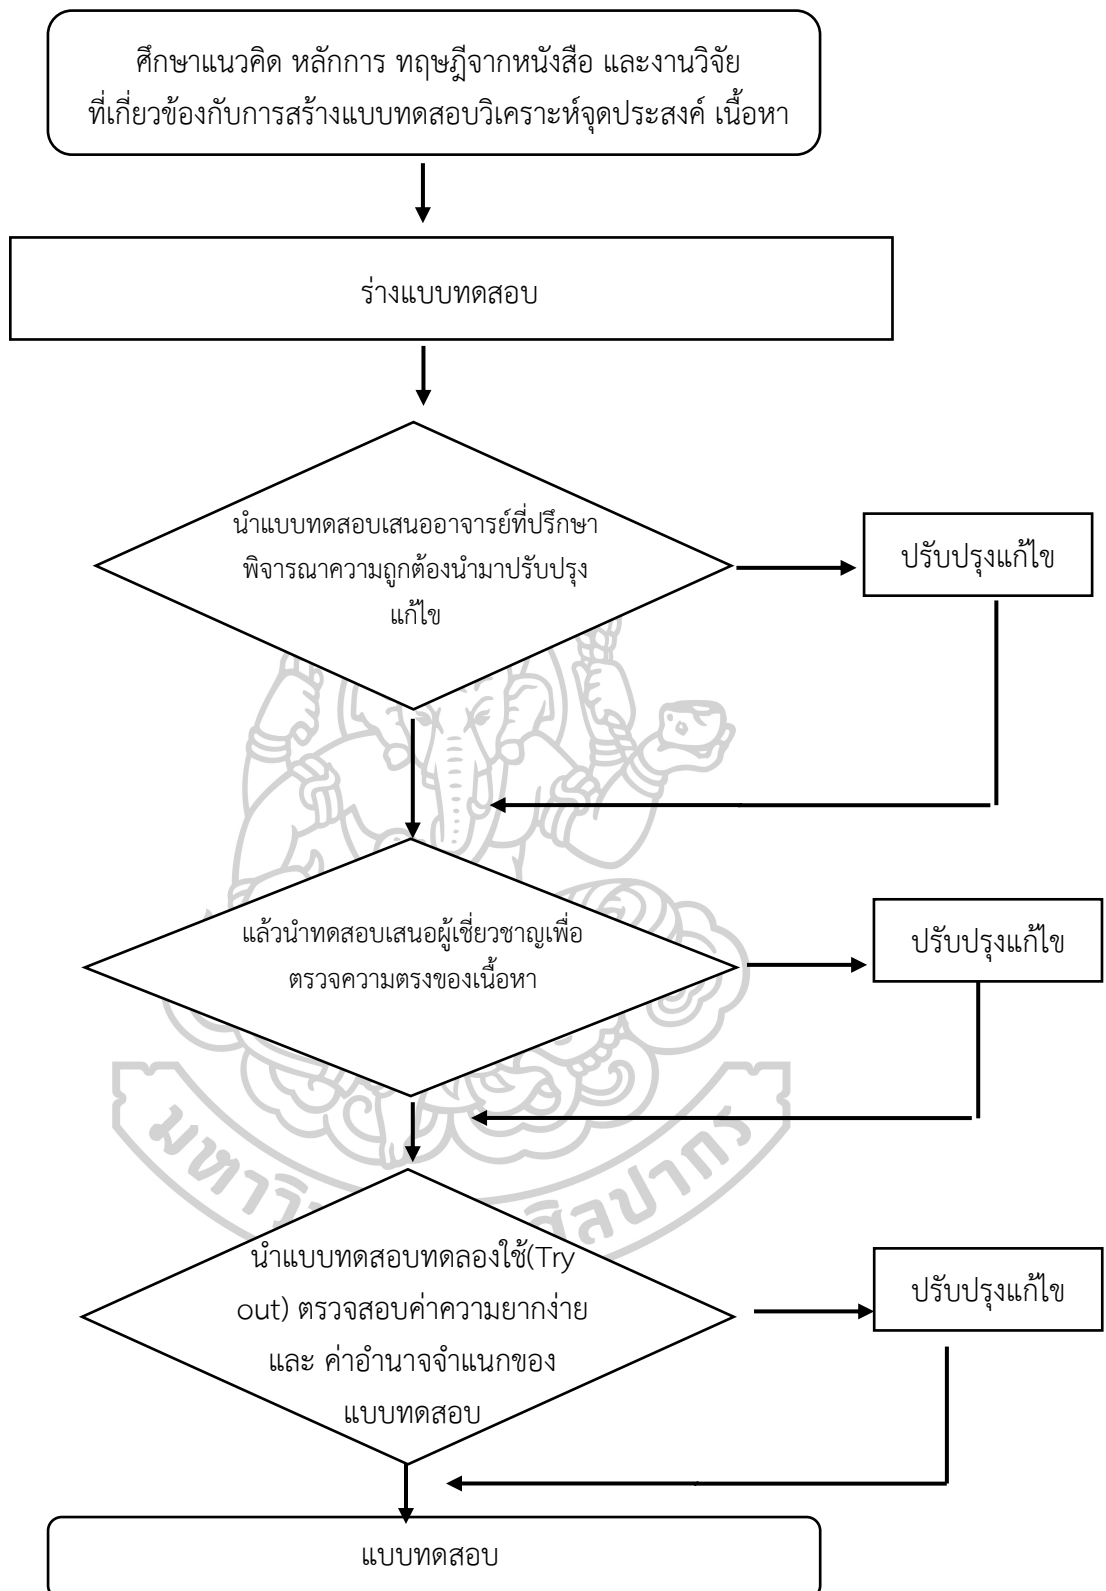 ศึกษาแนวคิด หลักการ ทฤษฎีจากหนังสือ และงานวิจัย
ที่เกี่ยวข้องกับการสร้างแบบทดสอบวิเคราะห์จุดประสงค์ เนื้อหา
ร่างแบบทดสอบ
นำแบบทดสอบเสนออาจารย์ที่ปรึกษา
พิจารณาความถูกต้องนำมาปรับปรุง
แก้ไข
ปรับปรุงแก้ไข
แล้วนำทดสอบเสนอผู้เชี่ยวชาญเพื่อ
ตรวจความตรงของเนื้อหา
ปรับปรุงแก้ไข
นำแบบทดสอบทดลองใช้(Try
out) ตรวจสอบค่าความยากง่าย
และ ค่าอำนาจจำแนกของ
แบบทดสอบ
ปรับปรุงแก้ไข
แบบทดสอบ